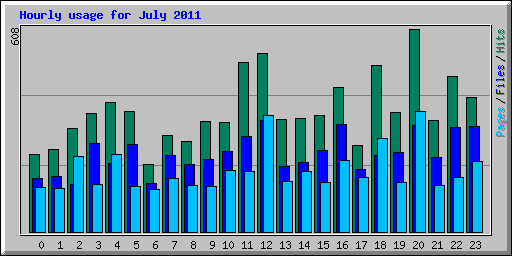 Hourly usage for July 2011
608
Pages / Files / Hits
0 1 2 3 4 5 6 7 8 9 10 11 12 13 14 15 16 17 18 19 20 21 22 23